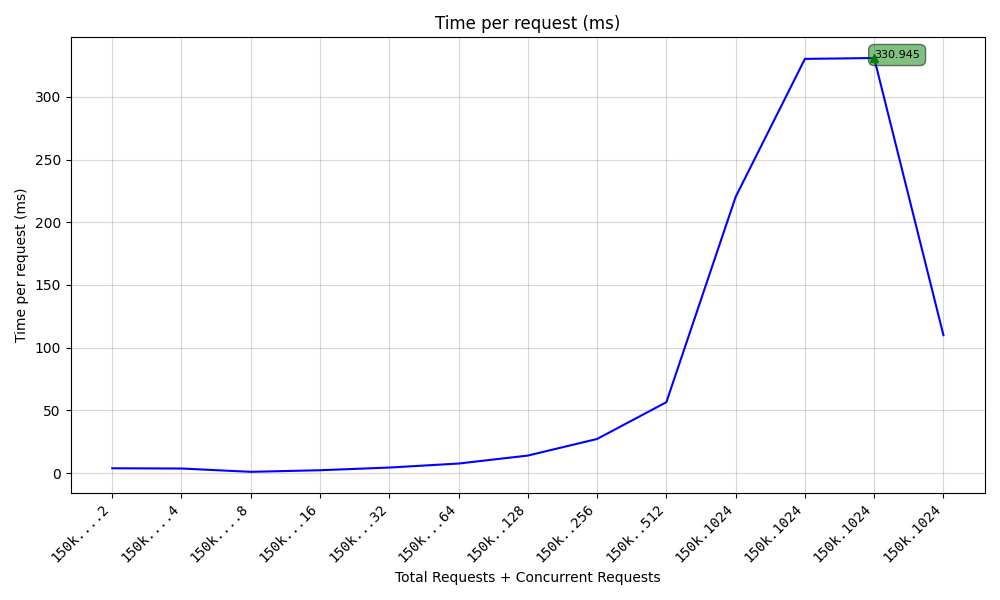 Time per request (ms)
330.945
300
250
200
150
100
50
0
Time per request (ms)
150k....2
150k....4
150k....8
150k...16
150k...32
150k...64
150k..128
150k..256
150k..512
150k.1024
150k.1024
150k.1024
150k.1024
Total Requests + Concurrent Requests